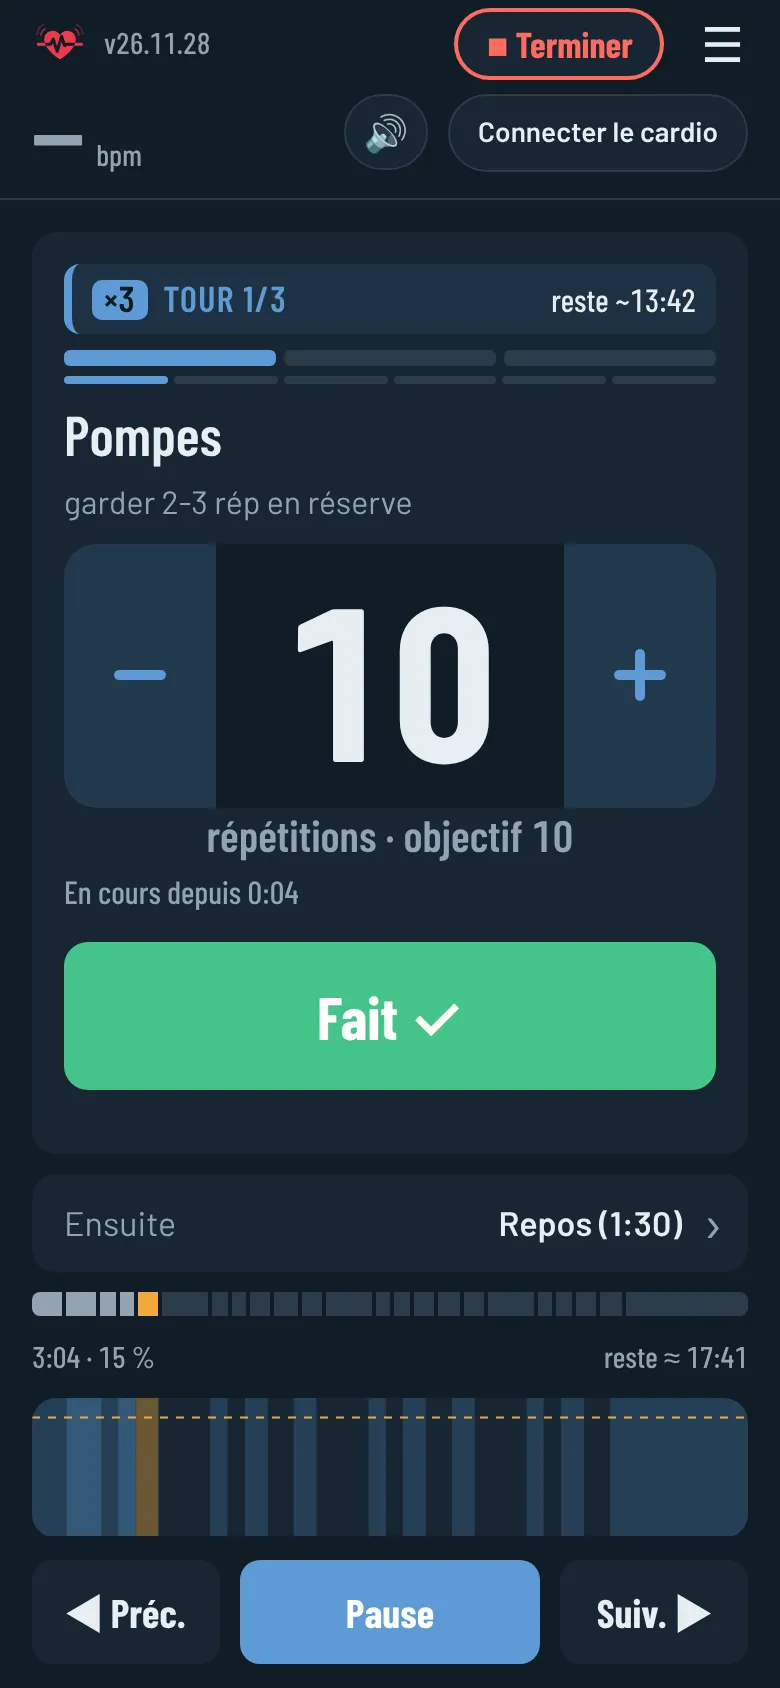 v26.11.28
■ Terminer
bpm
Connecter le cardio
×3 TOUR 1/3
reste ~13:42
Pompes
garder 2-3 rép en réserve
− 10 +
répétitions · objectif 10
En cours depuis 0:04
Fait ✓
Ensuite
Repos (1:30) ›
3:04 · 15 %
reste ≈ 17:41
◀ Préc.
Pause
Suiv. ▶